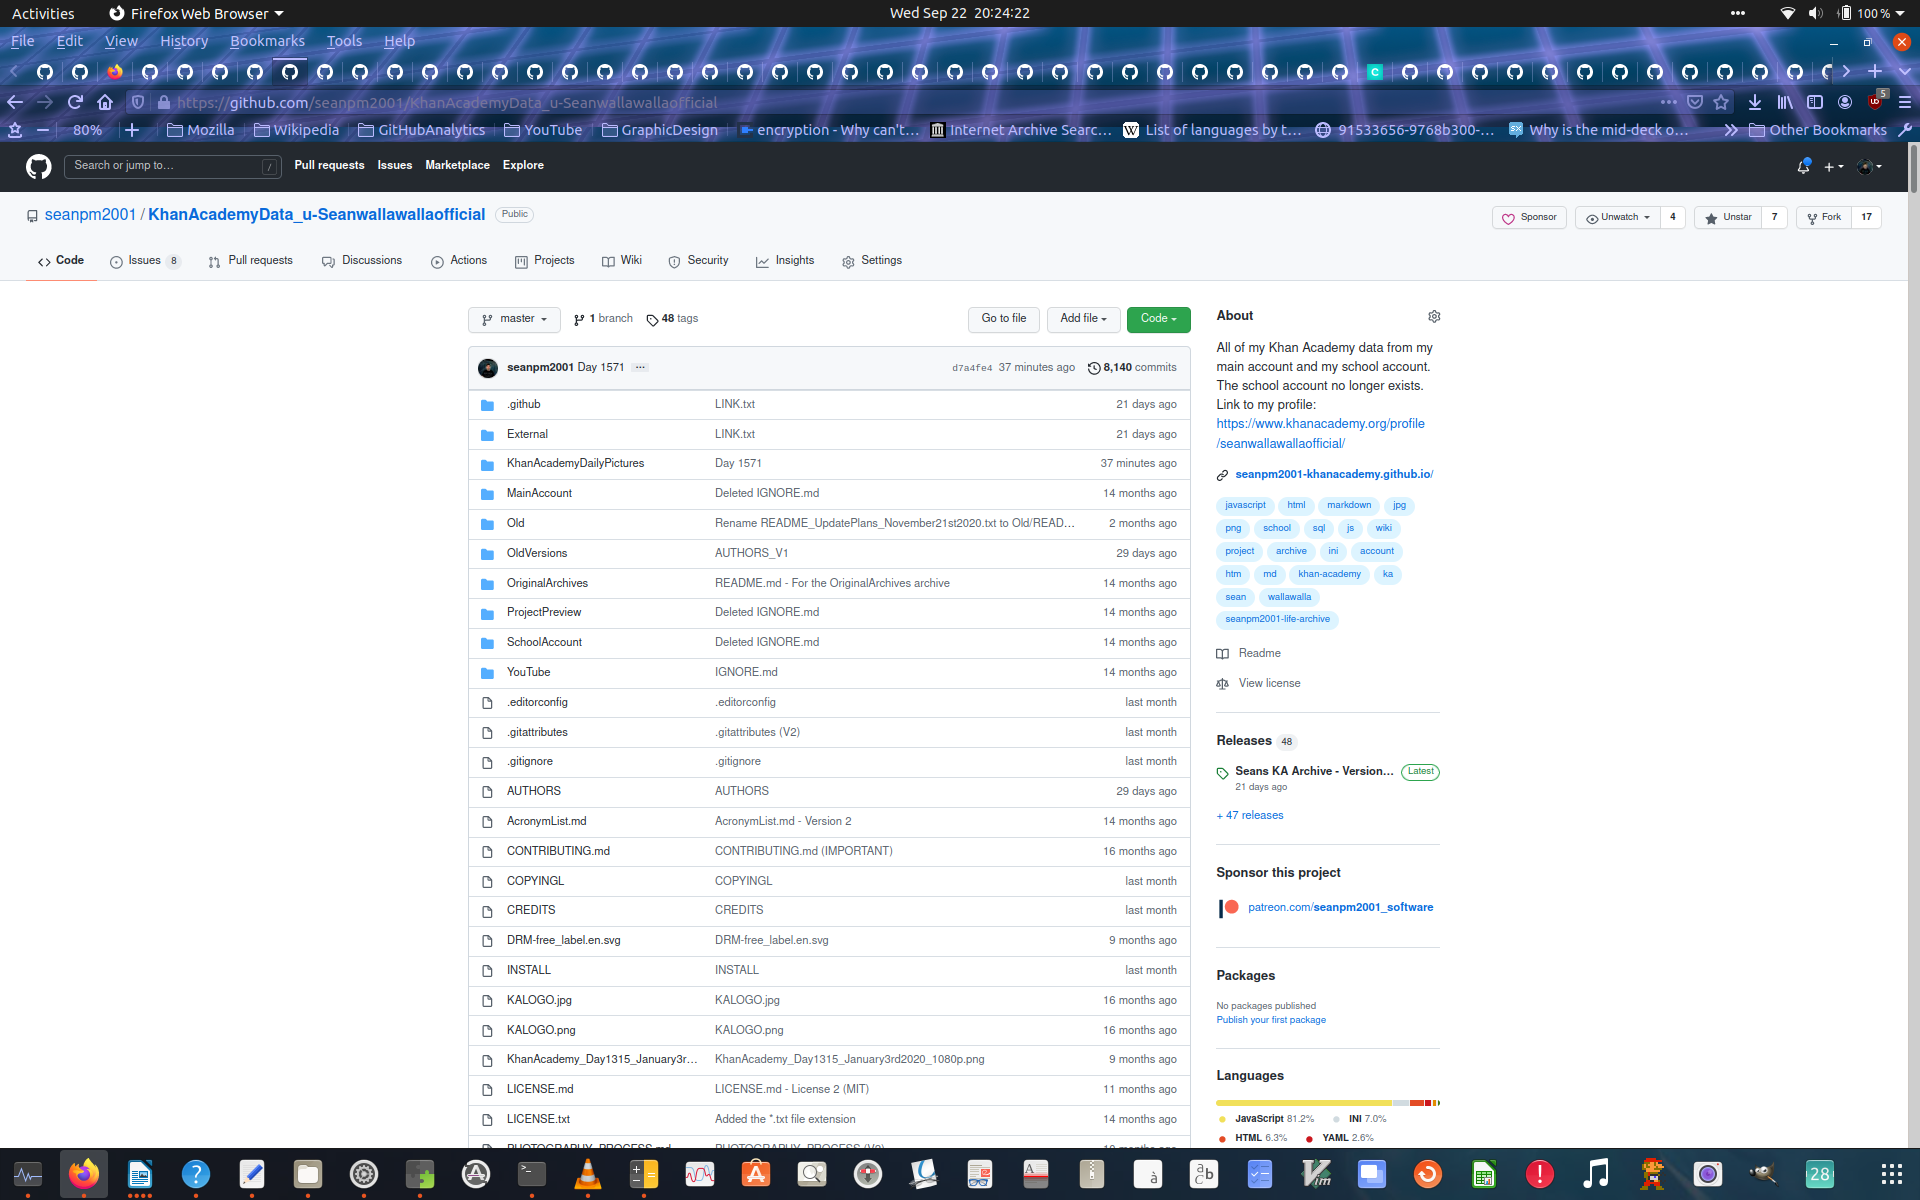 Activities Firefox Web Browser Wed Sep 22 20:24:22 100 %
File Edit View History Bookmarks Tools Help
https://github.com/seanpm2001/KhanAcademyData_u-Seanwallawallaofficial 5
80% Mozilla Wikipedia GitHubAnalytics YouTube GraphicDesign encryption - Why can't... Internet Archive Searc... List of languages by t... 91533656-9768b300-... Why is the mid-deck o... Other Bookmarks
Search or jump to... / Pull requests Issues Marketplace Explore
seanpm2001 / KhanAcademyData_u-Seanwallawallaofficial Public Sponsor Unwatch 4 Unstar 7 Fork 17
Code Issues 8 Pull requests Discussions Actions Projects Wiki Security Insights Settings
master 1 branch 48 tags Go to file Add file Code
seanpm2001 Day 1571 ... d7a4fe4 37 minutes ago 8,140 commits
.github LINK.txt 21 days ago
External LINK.txt 21 days ago
KhanAcademyDailyPictures Day 1571 37 minutes ago
MainAccount Deleted IGNORE.md 14 months ago
Old Rename README_UpdatePlans_November21st2020.txt to Old/READ... 2 months ago
OldVersions AUTHORS_V1 29 days ago
OriginalArchives README.md - For the OriginalArchives archive 14 months ago
ProjectPreview Deleted IGNORE.md 14 months ago
SchoolAccount Deleted IGNORE.md 14 months ago
YouTube IGNORE.md 14 months ago
.editorconfig .editorconfig last month
.gitattributes .gitattributes (V2) last month
.gitignore .gitignore last month
AUTHORS AUTHORS 29 days ago
AcronymList.md AcronymList.md - Version 2 14 months ago
CONTRIBUTING.md CONTRIBUTING.md (IMPORTANT) 16 months ago
COPYINGL COPYINGL last month
CREDITS CREDITS last month
DRM-free_label.en.svg DRM-free_label.en.svg 9 months ago
INSTALL INSTALL last month
KALOGO.jpg KALOGO.jpg 16 months ago
KALOGO.png KALOGO.png 16 months ago
KhanAcademy_Day1315_January3r... KhanAcademy_Day1315_January3rd2020_1080p.png 9 months ago
LICENSE.md LICENSE.md - License 2 (MIT) 11 months ago
LICENSE.txt Added the *.txt file extension 14 months ago
About
All of my Khan Academy data from my
main account and my school account.
The school account no longer exists.
Link to my profile:
https://www.khanacademy.org/profile
/seanwallawallaofficial/
seanpm2001-khanacademy.github.io/
javascript html markdown jpg
png school sql js wiki
project archive ini account
htm md khan-academy ka
sean wallawalla
seanpm2001-life-archive
Readme
View license
Releases 48
Seans KA Archive - Version... Latest
21 days ago
+ 47 releases
Sponsor this project
patreon.com/seanpm2001_software
Packages
No packages published
Publish your first package
Languages
JavaScript 81.2% INI 7.0%
HTML 6.3% YAML 2.6%
28